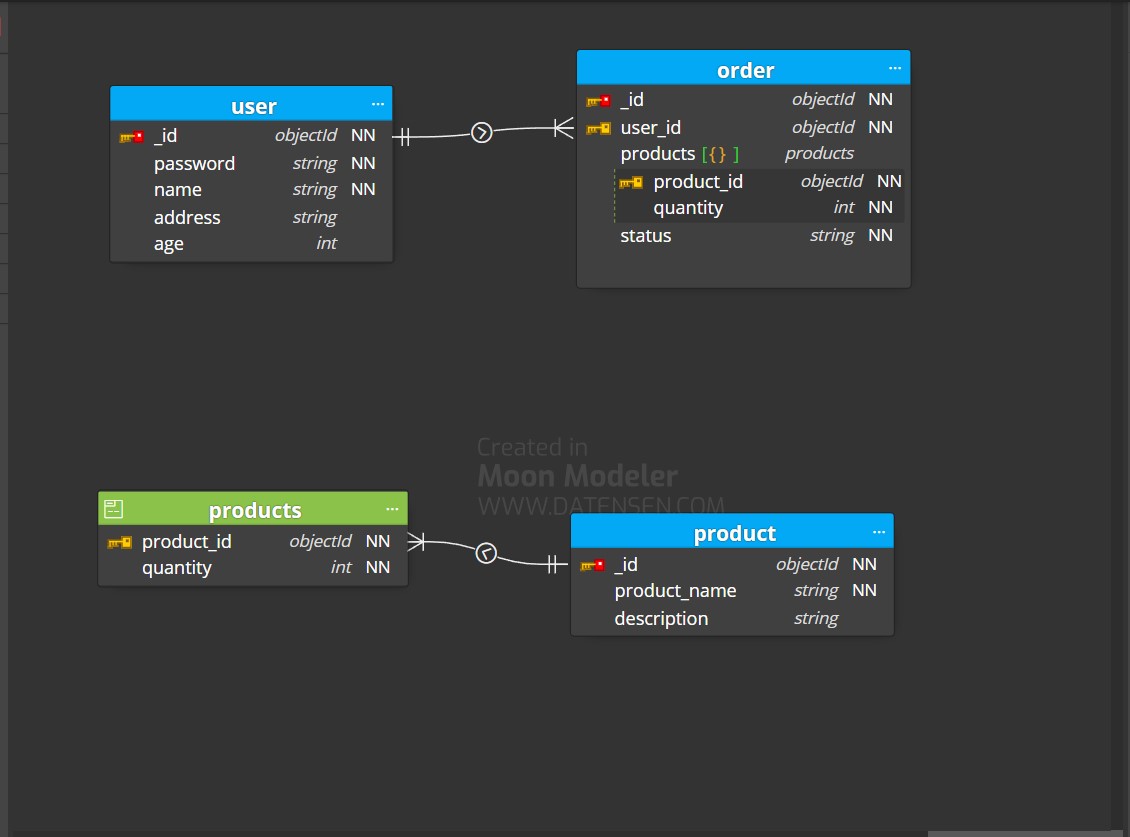 user ...
_id objectId NN
password string NN
name string NN
address string
age int
order ...
_id objectId NN
user_id objectId NN
products [{} ] products
product_id objectId NN
quantity int NN
status string NN
Created in
Moon Modeler
WWW.DATENSEN.COM
products ...
product_id objectId NN
quantity int NN
product ...
_id objectId NN
product_name string NN
description string